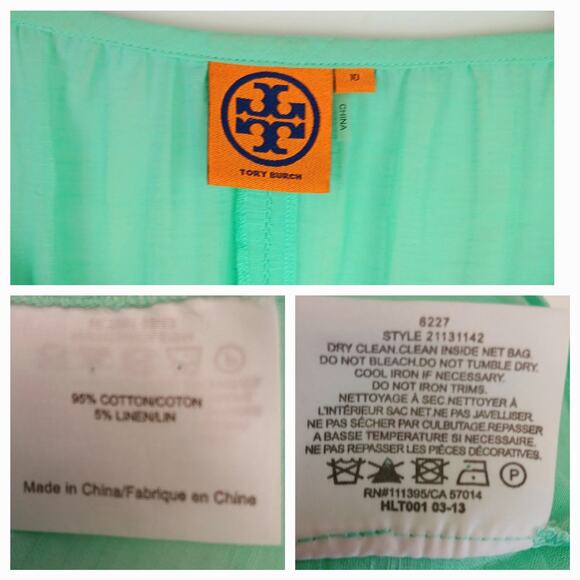 TORY BURCH
10
CHINA
95% COTTON/COTON
5% LINEN/LIN
Made in China/Fabriqué en Chine
6227
STYLE 21131142
DRY CLEAN.CLEAN INSIDE NET BAG.
DO NOT BLEACH.DO NOT TUMBLE DRY.
COOL IRON IF NECESSARY.
DO NOT IRON TRIMS.
NETTOYAGE À SEC.NETTOYER À
L'INTÉRIEUR SAC NET.NE PAS JAVELLISER.
NE PAS SÉCHER PAR CULBUTAGE.REPASSER
A BASSE TEMPERATURE SI NECESSAIRE.
NE PAS REPASSER LES PIÈCES DÉCORATIVES.
P
RN#111395/CA 57014
HLT001 03-13